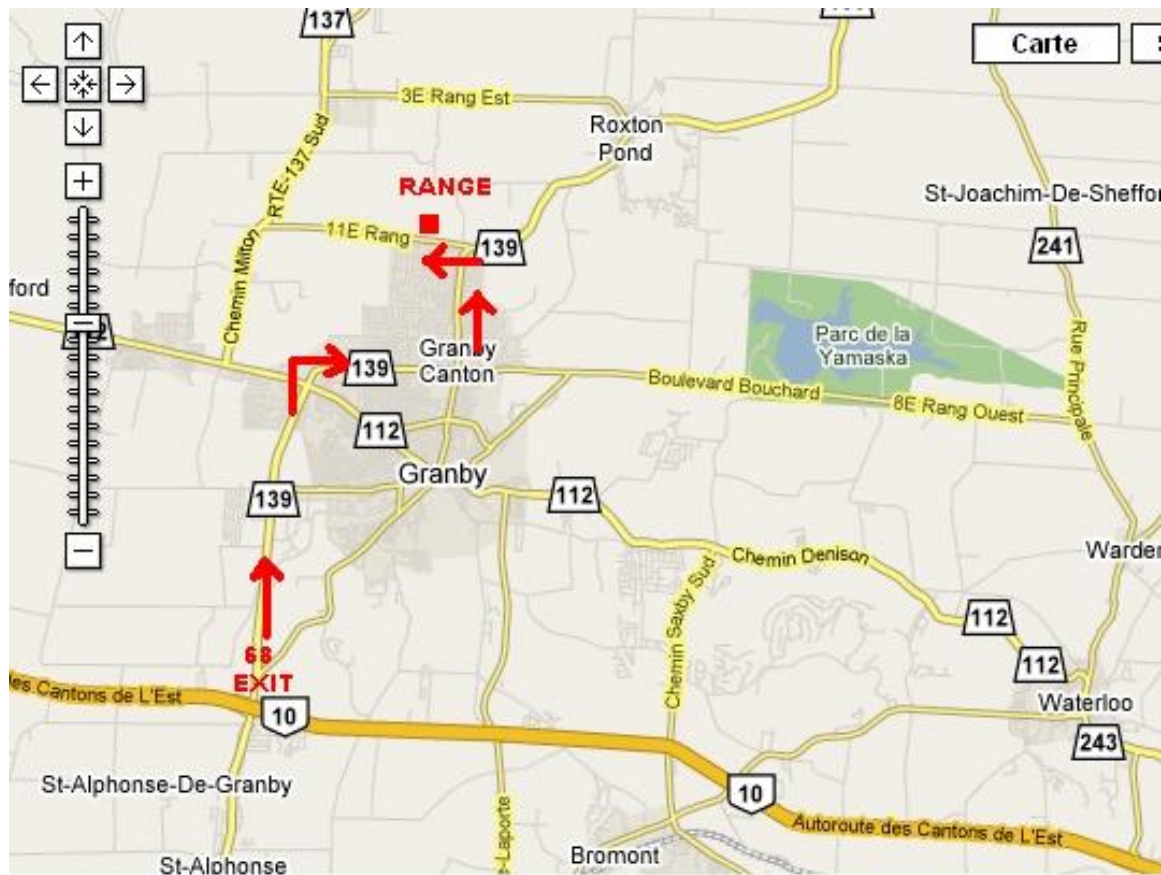 137
Carte
3E Rang Est
Roxton
Pond
RTE-137 Sud
RANGE
St-Joachim-De-Sheffor
11E Rang
139
241
Chemin Milton
ford
Parc de la
Yamaska
Rue Principale
Granby
Canton
139
Boulevard Bouchard
8E Rang Ouest
112
Granby
139
112
Chemin Denison
Warden
Chemin Saxby Sud
112
112
68
EXIT
es Cantons de L'Est
10
Waterloo
243
St-Alphonse-De-Granby
10
e-Laporte
Autoroute des Cantons de L'Est
Bromont
St-Alphonse